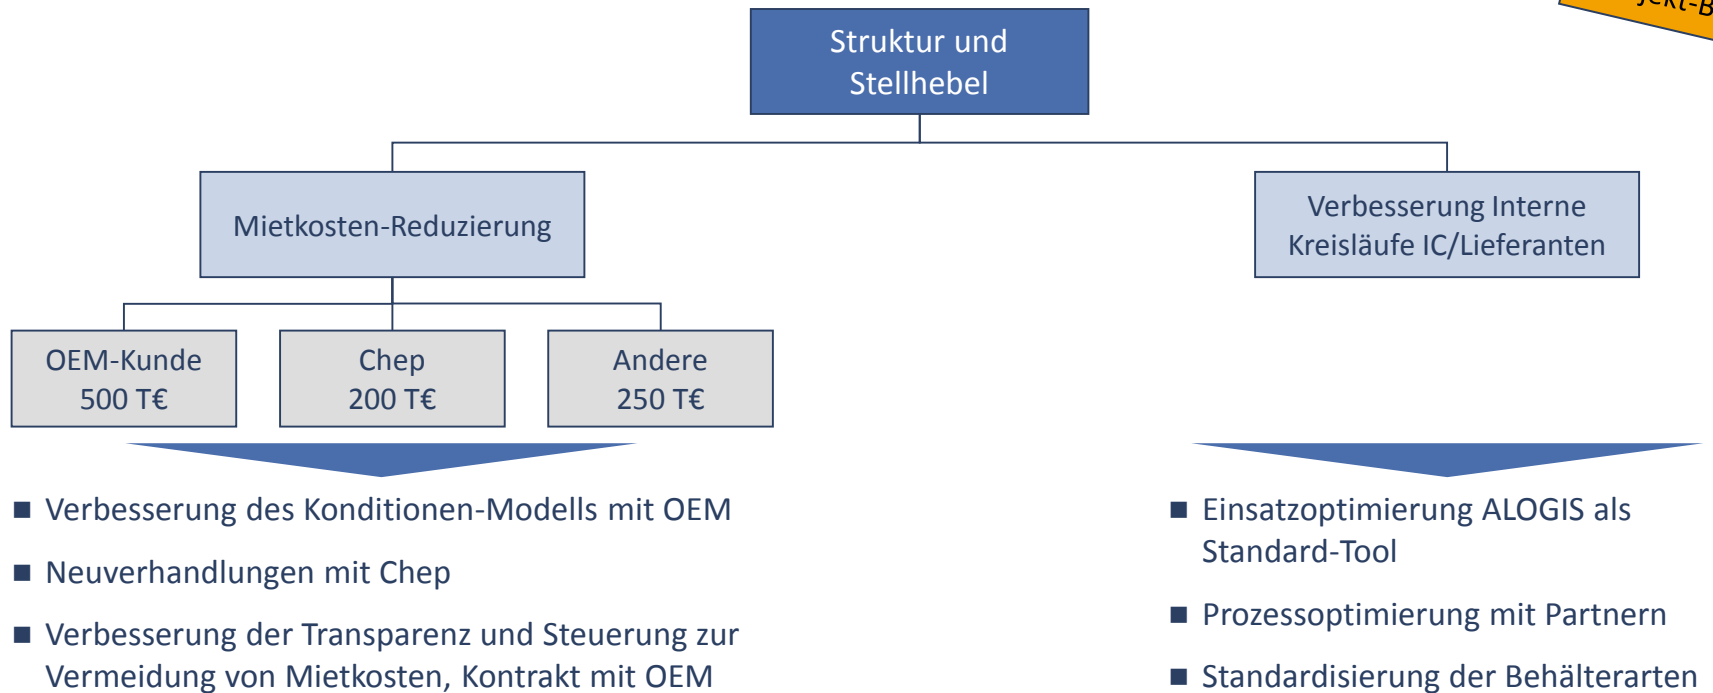 Struktur und
Stellhebel
Mietkosten-Reduzierung
Verbesserung Interne
Kreisläufe IC/Lieferanten
OEM-Kunde
500 T€
Chep
200 T€
Andere
250 T€
■ Verbesserung des Konditionen-Modells mit OEM
■ Neuverhandlungen mit Chep
■ Verbesserung der Transparenz und Steuerung zur
Vermeidung von Mietkosten, Kontrakt mit OEM
■ Einsatzoptimierung ALOGIS als
Standard-Tool
■ Prozessoptimierung mit Partnern
■ Standardisierung der Behälterarten